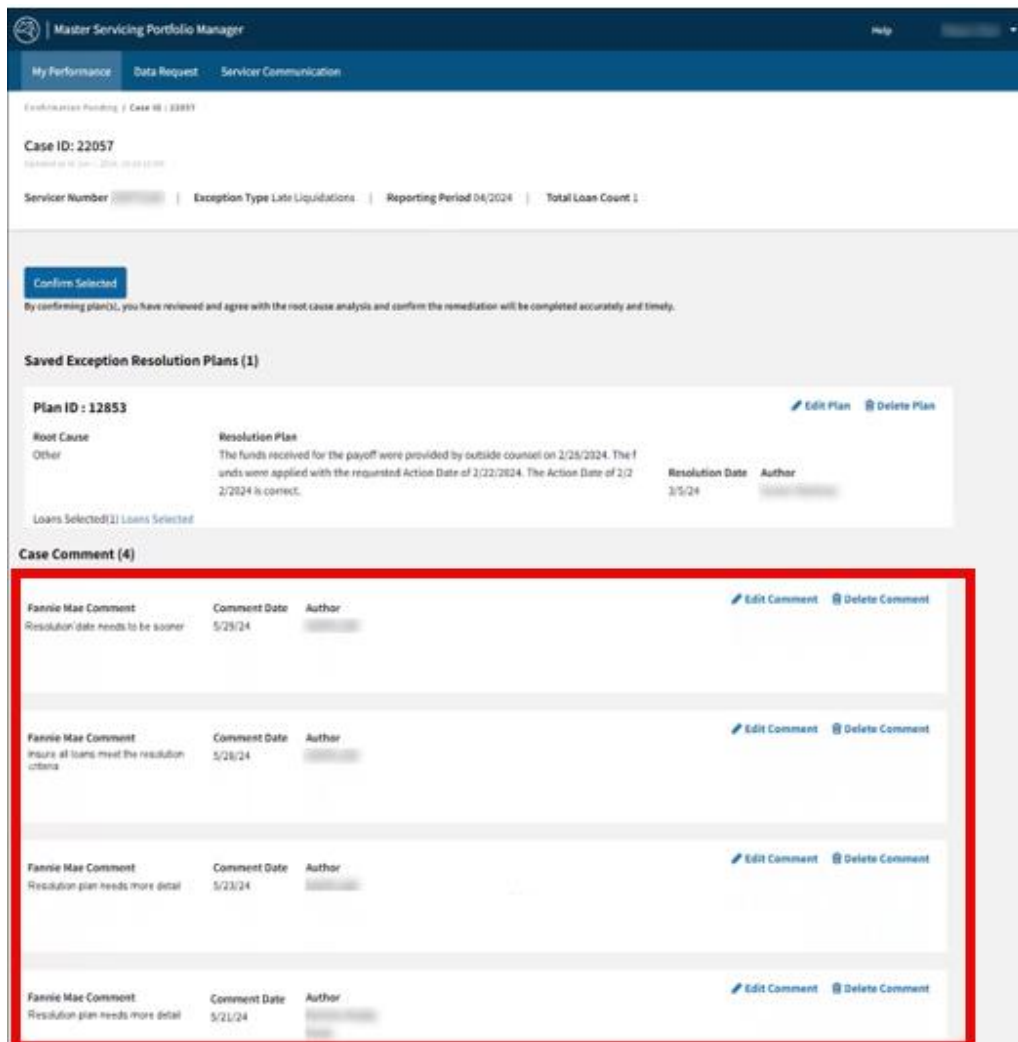 Master Servicing Portfolio Manager
Help
My Performance Data Request Servicer Communication
Confirmation Pending / Case ID : 22057
Case ID: 22057
Servicer Number | Exception Type Late Liquidations | Reporting Period 04/2024 | Total Loan Count 1
Confirm Selected
By confirming plan(s), you have reviewed and agree with the root cause analysis and confirm the remediation will be completed accurately and timely.
Saved Exception Resolution Plans (1)
Plan ID : 12853
Edit Plan Delete Plan
Root Cause
Other
Resolution Plan
The funds received for the payoff were provided by outside counsel on 2/28/2024. The f
unds were applied with the requested Action Date of 2/22/2024. The Action Date of 2/2
2/2024 is correct.
Resolution Date Author
3/5/24
Loans Selected(1) Loans Selected
Case Comment (4)
Edit Comment Delete Comment
Fannie Mae Comment Comment Date Author
Resolution date needs to be sooner 5/29/24
Edit Comment Delete Comment
Fannie Mae Comment Comment Date Author
Insure all loans meet the resolution
criteria
5/28/24
Edit Comment Delete Comment
Fannie Mae Comment Comment Date Author
Resolution plan needs more detail 5/23/24
Edit Comment Delete Comment
Fannie Mae Comment Comment Date Author
Resolution plan needs more detail 5/21/24